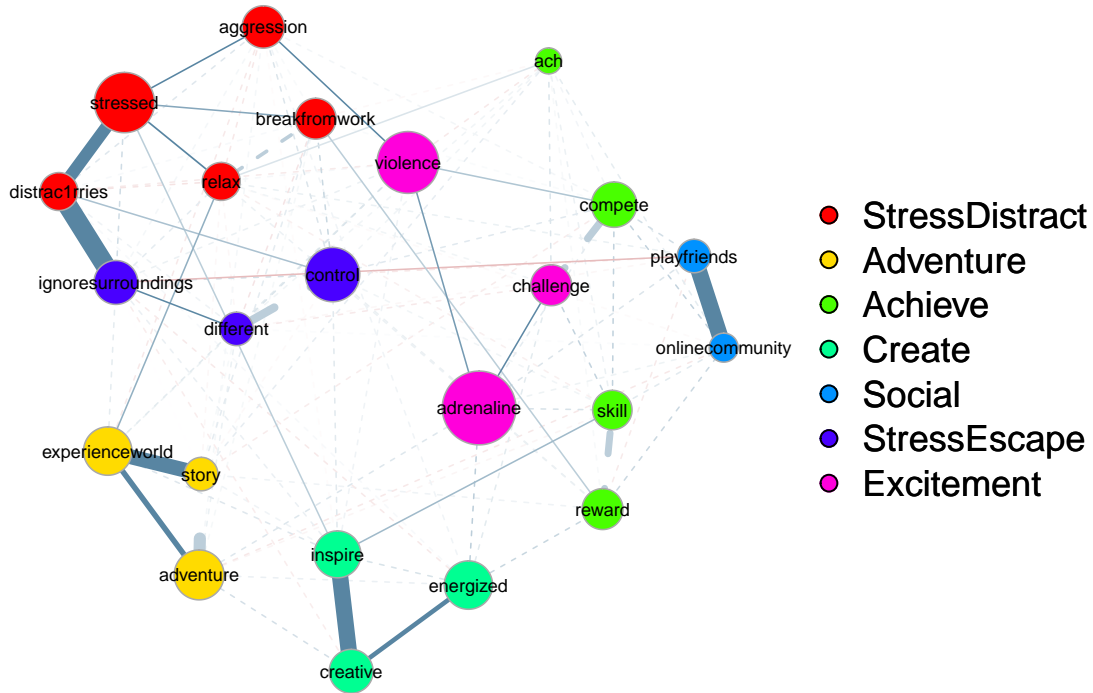 aggression
ach
stressed
breakfromwork
violence
relax
distrac1rries
compete
playfriends
control
ignoresurroundings
challenge
different
onlinecommunity
adrenaline
skill
experienceworld
story
reward
inspire
adventure
energized
creative
StressDistract
Adventure
Achieve
Create
Social
StressEscape
Excitement